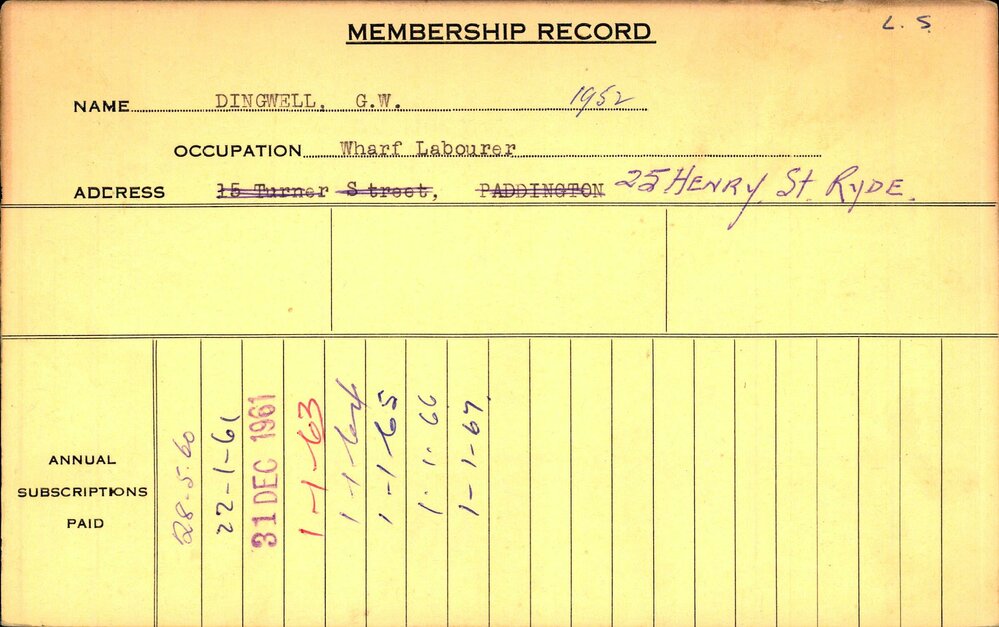 L. S.
MEMBERSHIP RECORD
NAME DINGWELL, G.W. 1952
OCCUPATION Wharf Labourer
ADDRESS 15 Turner Street, PADDINGTON 25 HENRY St. RYDE.
ANNUAL
SUBSCRIPTIONS
PAID
28-5-60
22-1-61
31 DEC 1961
1-1-63
1-1-64
1-1-65
1-1-66
1-1-67